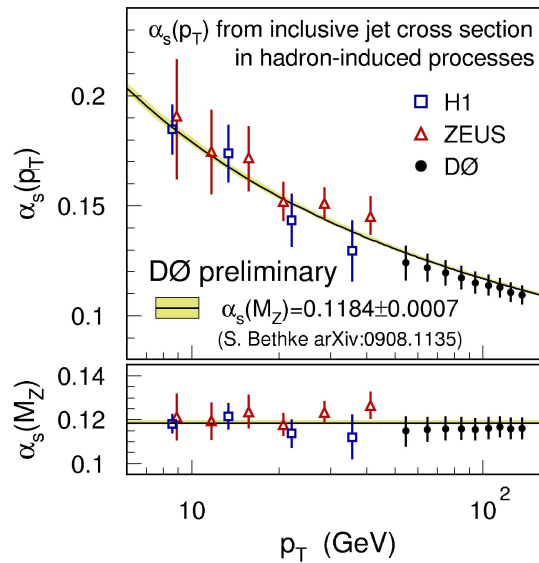 α_s(p_T) from inclusive jet cross section
in hadron-induced processes
H1
ZEUS
DØ
α_s(p_T)
0.2
0.15
0.1
DØ preliminary
α_s(M_Z)=0.1184±0.0007
(S. Bethke arXiv:0908.1135)
α_s(M_Z)
0.14
0.12
0.1
10
10²
p_T (GeV)